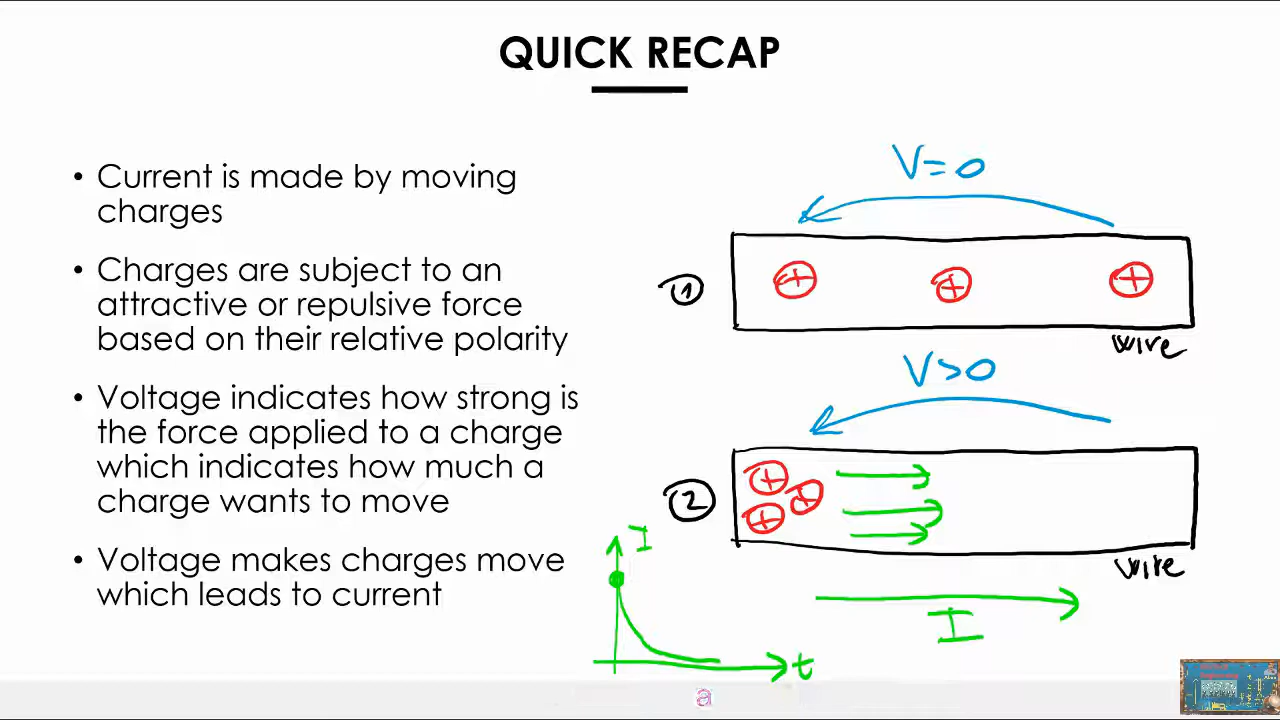 QUICK RECAP
• Current is made by moving
charges
• Charges are subject to an
attractive or repulsive force
based on their relative polarity
• Voltage indicates how strong is
the force applied to a charge
which indicates how much a
charge wants to move
• Voltage makes charges move
which leads to current
V=0
1
+ + +
wire
V>0
2
+
+
+
wire
I
I
t